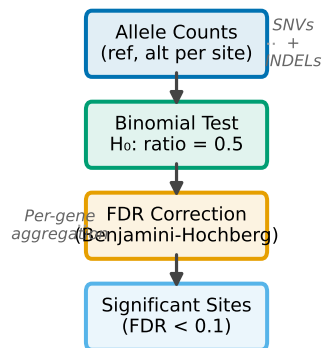 Allele Counts
(ref, alt per site)
SNVs
+
NDELs
Binomial Test
H₀: ratio = 0.5
Per-gene
aggregation
FDR Correction
(Benjamini-Hochberg)
Significant Sites
(FDR < 0.1)